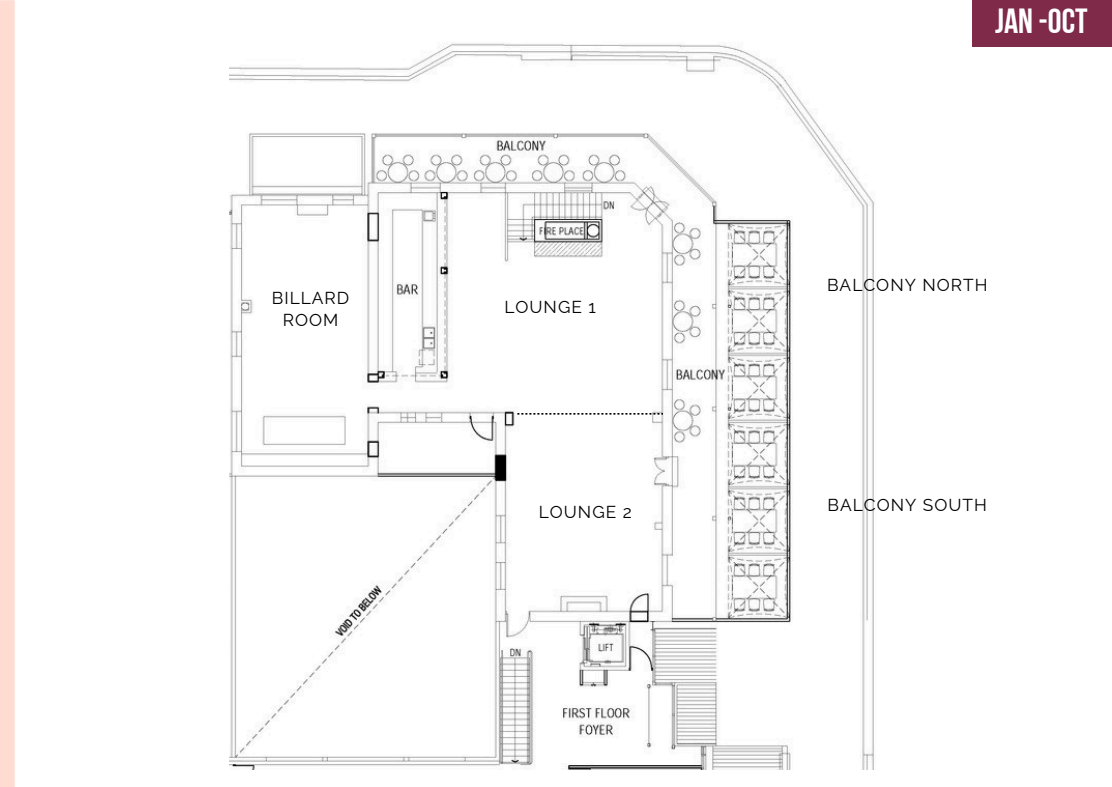 JAN -OCT
BALCONY
DN
FIRE PLACE
BALCONY NORTH
BAR
BILLARD
ROOM
LOUNGE 1
BALCONY
BALCONY SOUTH
LOUNGE 2
VOID TO BELOW
LIFT
DN
FIRST FLOOR
FOYER